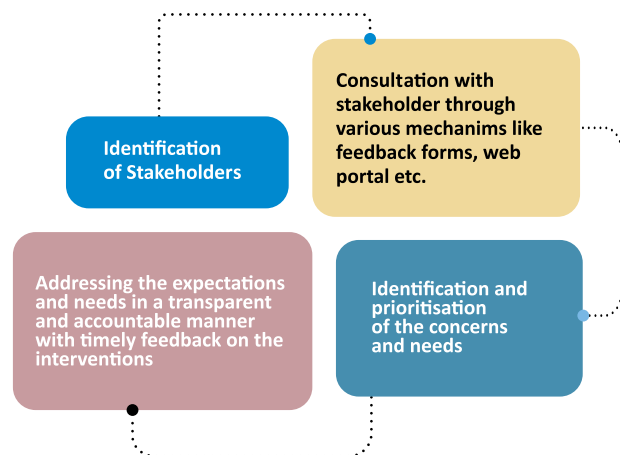 Identification
of Stakeholders
Consultation with
stakeholder through
various mechanims like
feedback forms, web
portal etc.
Identification and
prioritisation
of the concerns
and needs
Addressing the expectations
and needs in a transparent
and accountable manner
with timely feedback on the
interventions